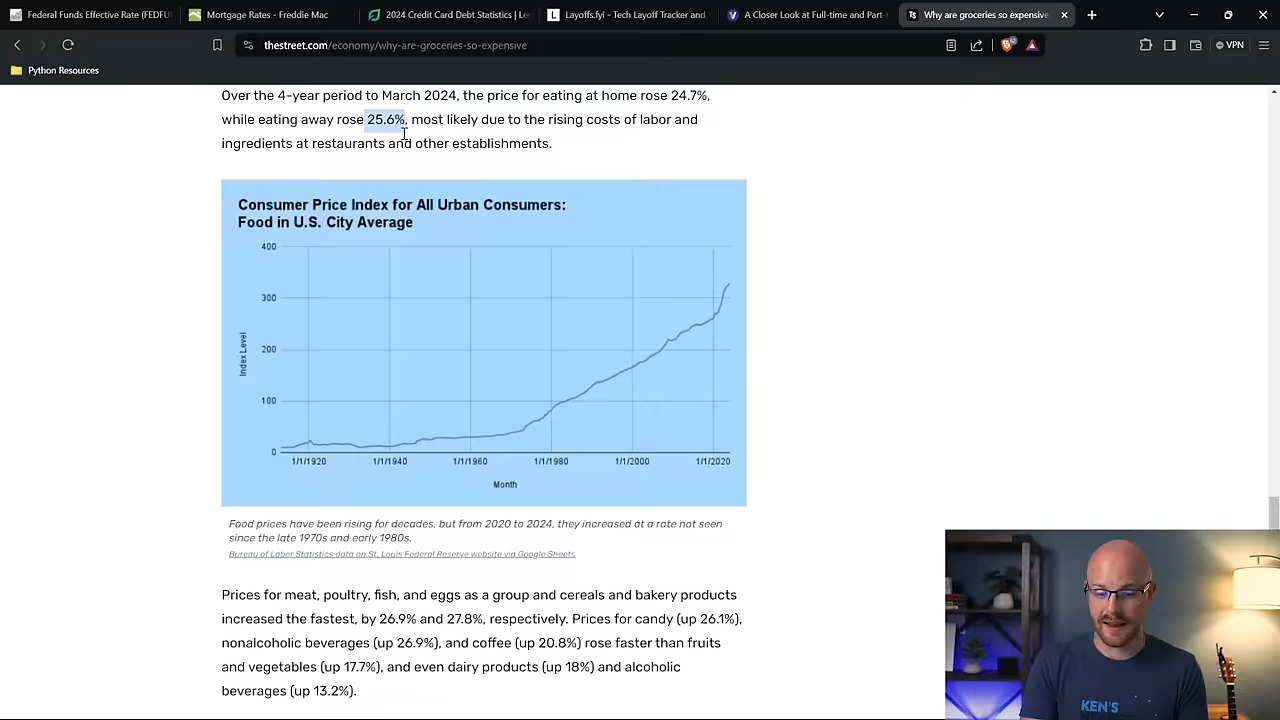 Federal Funds Effective Rate (FEDFU
Mortgage Rates - Freddie Mac
2024 Credit Card Debt Statistics | Le
Layoffs.fyi - Tech Layoff Tracker and
A Closer Look at Full-time and Part-
Why are groceries so expensive
thestreet.com/economy/why-are-groceries-so-expensive
VPN
Python Resources
Over the 4-year period to March 2024, the price for eating at home rose 24.7%,
while eating away rose 25.6%, most likely due to the rising costs of labor and
ingredients at restaurants and other establishments.
Consumer Price Index for All Urban Consumers:
Food in U.S. City Average
400
300
200
100
0
Index Level
1/1/1920
1/1/1940
1/1/1960
1/1/1980
1/1/2000
1/1/2020
Month
Food prices have been rising for decades, but from 2020 to 2024, they increased at a rate not seen
since the late 1970s and early 1980s.
Bureau of Labor Statistics data on St. Louis Federal Reserve website via Google Sheets
Prices for meat, poultry, fish, and eggs as a group and cereals and bakery products
increased the fastest, by 26.9% and 27.8%, respectively. Prices for candy (up 26.1%),
nonalcoholic beverages (up 26.9%), and coffee (up 20.8%) rose faster than fruits
and vegetables (up 17.7%), and even dairy products (up 18%) and alcoholic
beverages (up 13.2%).
KEN'S